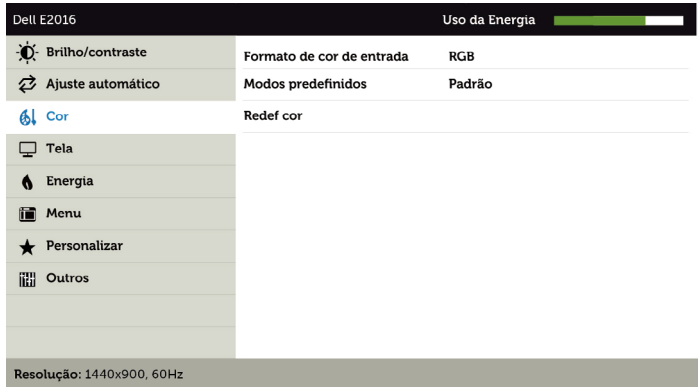 Dell E2016 Uso da Energia
Brilho/contraste
Ajuste automático
Cor
Tela
Energia
Menu
Personalizar
Outros
Formato de cor de entrada RGB
Modos predefinidos Padrão
Redef cor
Resolução: 1440x900, 60Hz